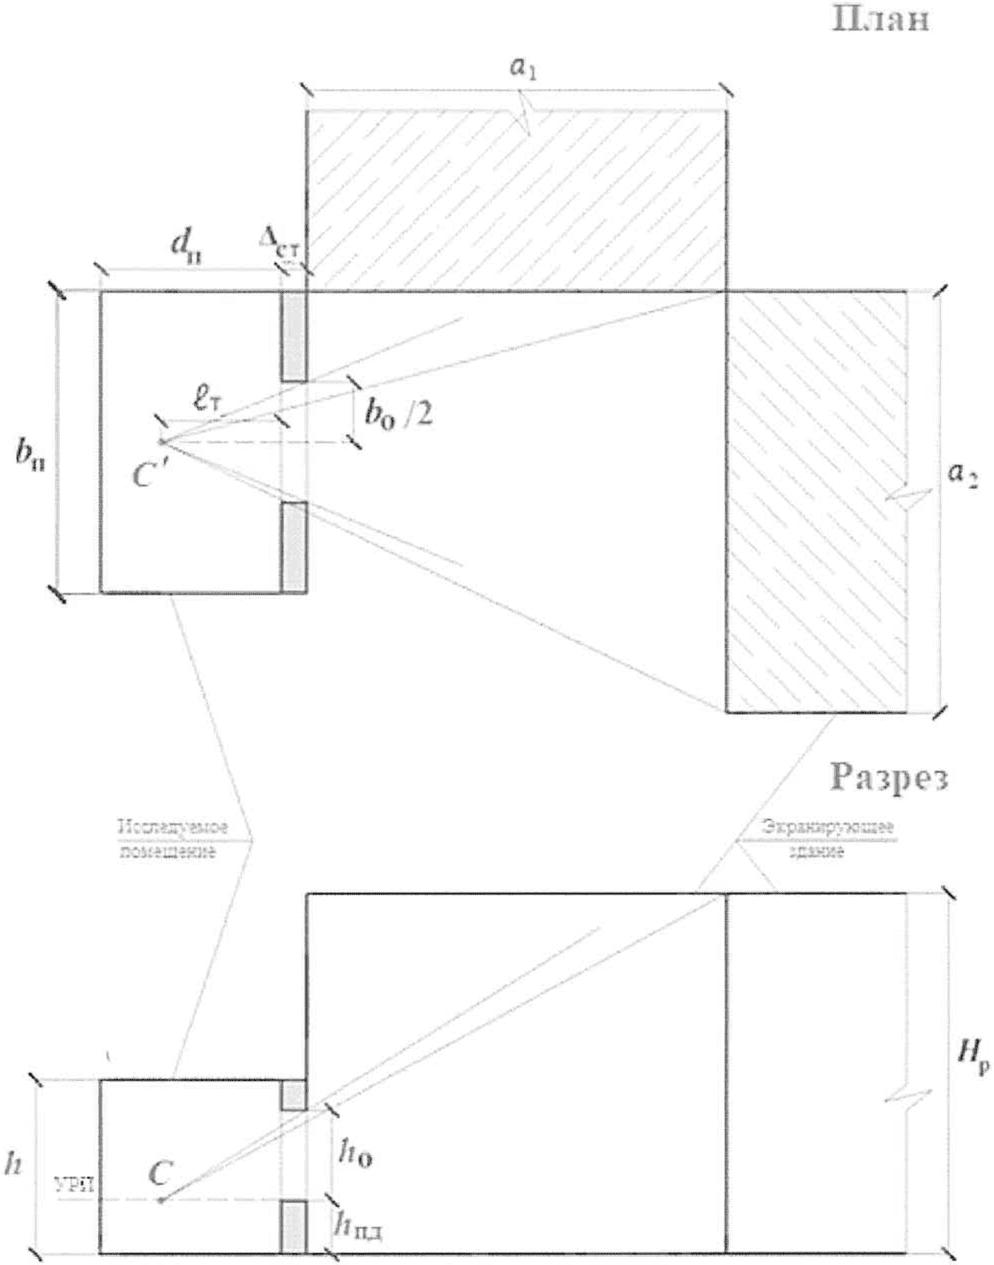 План
a₁
dп
Δст
ℓт
bо /2
bп
C'
a₂
Разрез
Исследуемое
помещение
Экранирующее
здание
Hр
h
УРП
C
hо
hпд